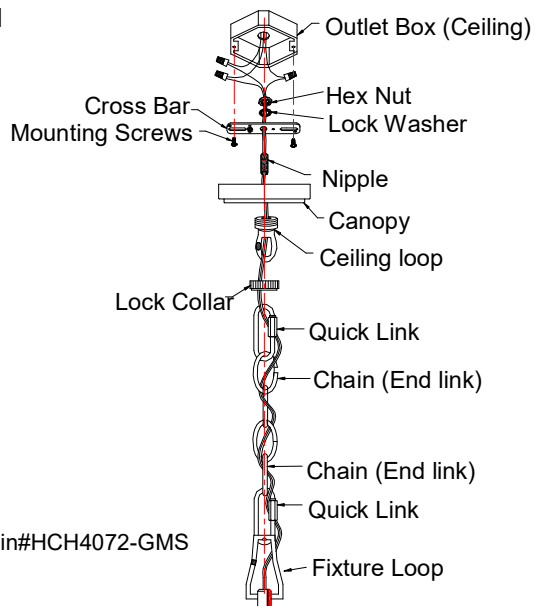 Outlet Box (Ceiling)
Hex Nut
Cross Bar
Lock Washer
Mounting Screws
Nipple
Canopy
Ceiling loop
Lock Collar
Quick Link
Chain (End link)
Chain (End link)
Quick Link
in#HCH4072-GMS
Fixture Loop